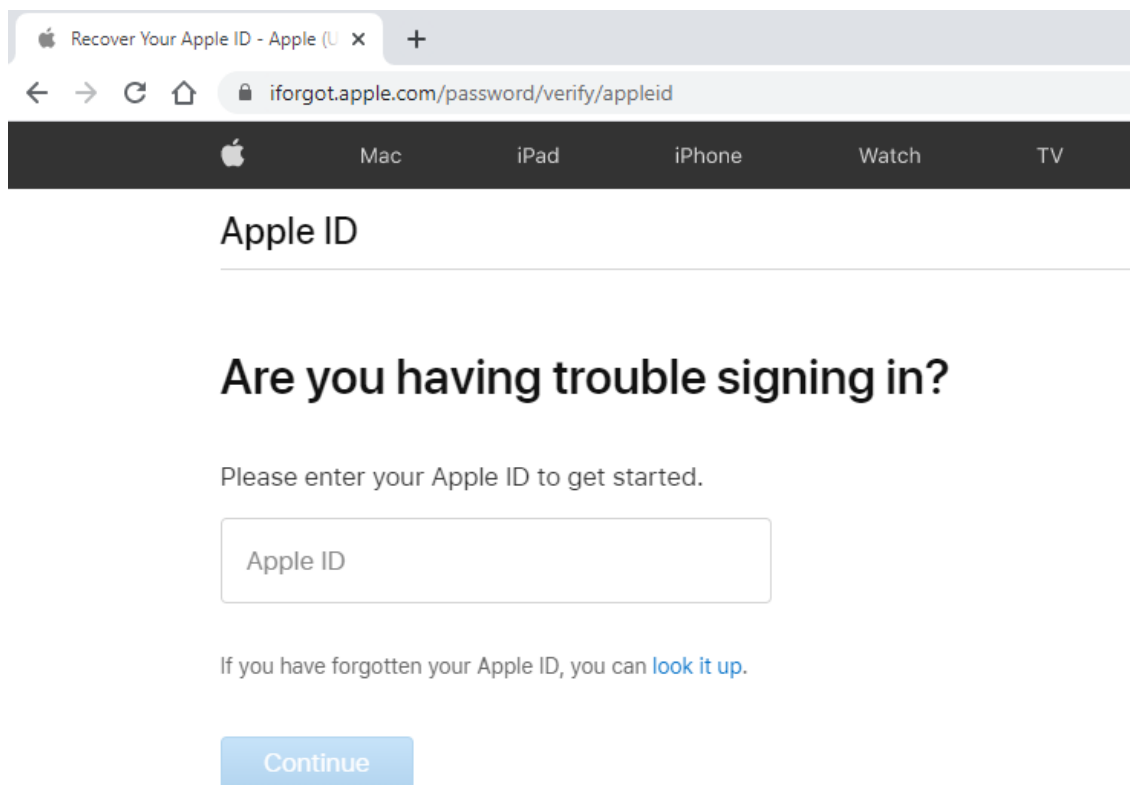 Recover Your Apple ID - Apple (U
iforgot.apple.com/password/verify/appleid
Mac iPad iPhone Watch TV
Apple ID
Are you having trouble signing in?
Please enter your Apple ID to get started.
Apple ID
If you have forgotten your Apple ID, you can look it up.
Continue